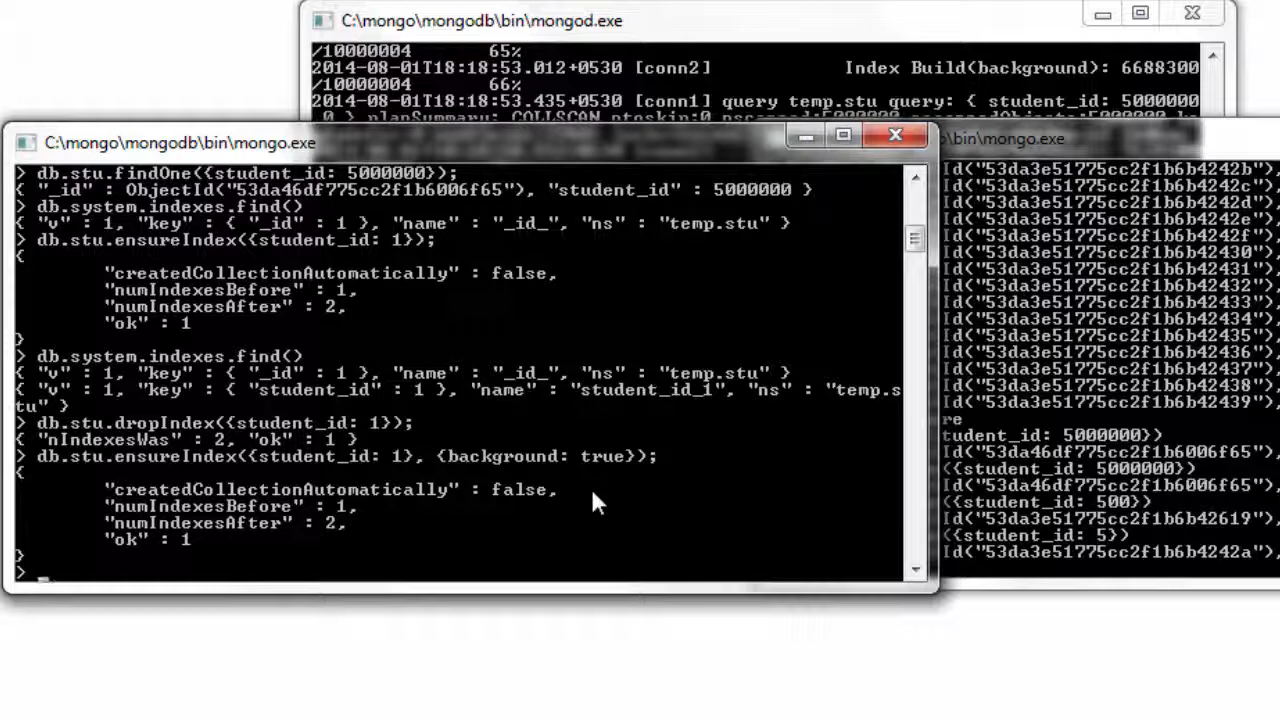 C:\mongo\mongodb\bin\mongod.exe
/10000004 65%
2014-08-01T18:18:53.012+0530 [conn2] Index Build(background): 6688300
/10000004 66%
2014-08-01T18:18:53.435+0530 [conn1] query temp.stu query: { student_id: 5000000
C:\mongo\mongodb\bin\mongo.exe
> db.stu.findOne({student_id: 5000000});
{ "_id" : ObjectId("53da46df775cc2f1b6006f65"), "student_id" : 5000000 }
> db.system.indexes.find()
{ "v" : 1, "key" : { "_id" : 1 }, "name" : "_id_", "ns" : "temp.stu" }
> db.stu.ensureIndex({student_id: 1});
{
"createdCollectionAutomatically" : false,
"numIndexesBefore" : 1,
"numIndexesAfter" : 2,
"ok" : 1
}
> db.system.indexes.find()
{ "v" : 1, "key" : { "_id" : 1 }, "name" : "_id_", "ns" : "temp.stu" }
{ "v" : 1, "key" : { "student_id" : 1 }, "name" : "student_id_1", "ns" : "temp.s
tu" }
> db.stu.dropIndex({student_id: 1});
{ "nIndexesWas" : 2, "ok" : 1 }
> db.stu.ensureIndex({student_id: 1}, {background: true});
{
"createdCollectionAutomatically" : false,
"numIndexesBefore" : 1,
"numIndexesAfter" : 2,
"ok" : 1
}
>
b\bin\mongo.exe
Id("53da3e51775cc2f1b6b4242b")
Id("53da3e51775cc2f1b6b4242c")
Id("53da3e51775cc2f1b6b4242d")
Id("53da3e51775cc2f1b6b4242e")
Id("53da3e51775cc2f1b6b4242f")
Id("53da3e51775cc2f1b6b42430")
Id("53da3e51775cc2f1b6b42431")
Id("53da3e51775cc2f1b6b42432")
Id("53da3e51775cc2f1b6b42433")
Id("53da3e51775cc2f1b6b42434")
Id("53da3e51775cc2f1b6b42435")
Id("53da3e51775cc2f1b6b42436")
Id("53da3e51775cc2f1b6b42437")
Id("53da3e51775cc2f1b6b42438")
Id("53da3e51775cc2f1b6b42439")
re
tudent_id: 5000000})
Id("53da46df775cc2f1b6006f65")
({student_id: 5000000})
Id("53da46df775cc2f1b6006f65")
({student_id: 500})
Id("53da3e51775cc2f1b6b42619")
({student_id: 5})
Id("53da3e51775cc2f1b6b4242a")